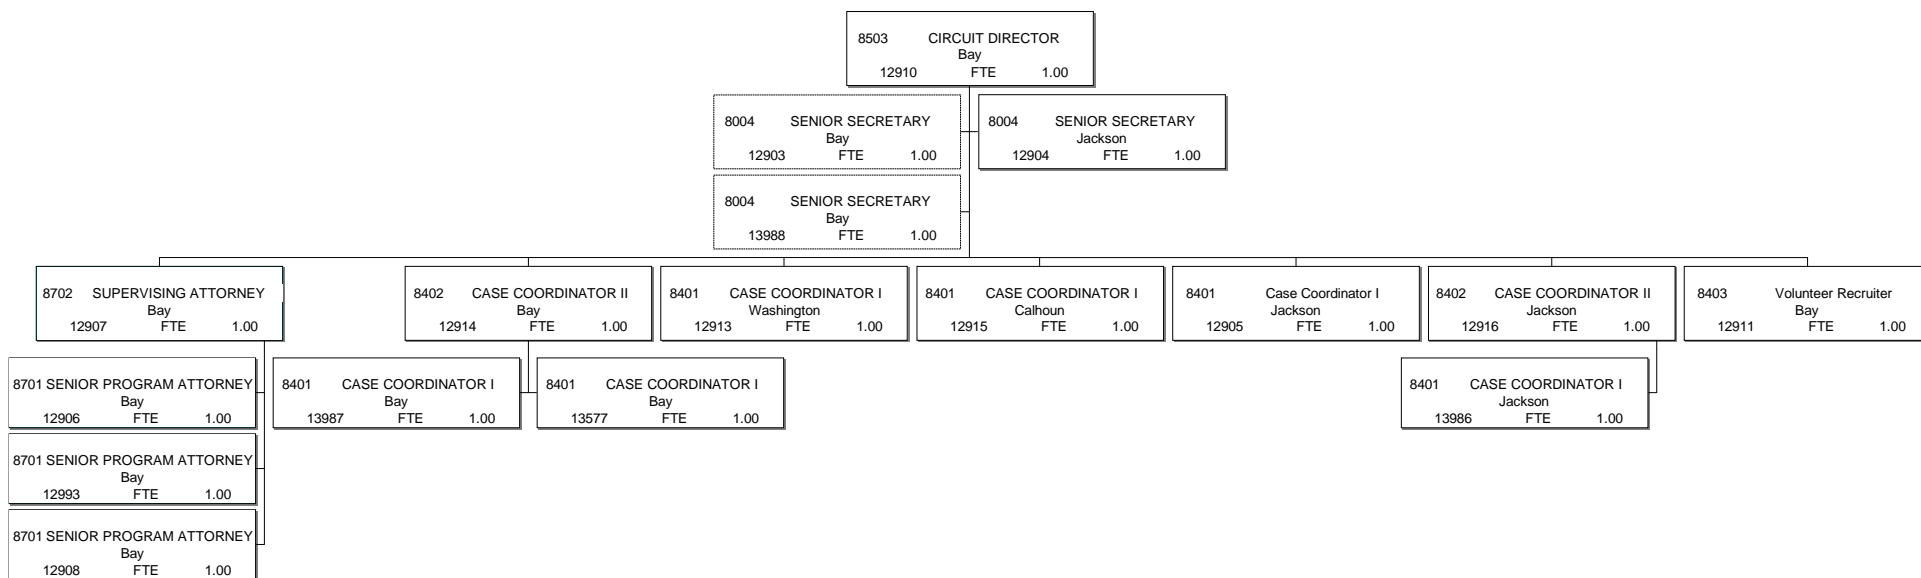 8503 CIRCUIT DIRECTOR
Bay
12910 FTE 1.00
8004 SENIOR SECRETARY
Bay
12903 FTE 1.00
8004 SENIOR SECRETARY
Jackson
12904 FTE 1.00
8004 SENIOR SECRETARY
Bay
13988 FTE 1.00
8702 SUPERVISING ATTORNEY
Bay
12907 FTE 1.00
8402 CASE COORDINATOR II
Bay
12914 FTE 1.00
8401 CASE COORDINATOR I
Washington
12913 FTE 1.00
8401 CASE COORDINATOR I
Calhoun
12915 FTE 1.00
8401 Case Coordinator I
Jackson
12905 FTE 1.00
8402 CASE COORDINATOR II
Jackson
12916 FTE 1.00
8403 Volunteer Recruiter
Bay
12911 FTE 1.00
8701 SENIOR PROGRAM ATTORNEY
Bay
12906 FTE 1.00
8401 CASE COORDINATOR I
Bay
13987 FTE 1.00
8401 CASE COORDINATOR I
Bay
13577 FTE 1.00
8401 CASE COORDINATOR I
Jackson
13986 FTE 1.00
8701 SENIOR PROGRAM ATTORNEY
Bay
12993 FTE 1.00
8701 SENIOR PROGRAM ATTORNEY
Bay
12908 FTE 1.00